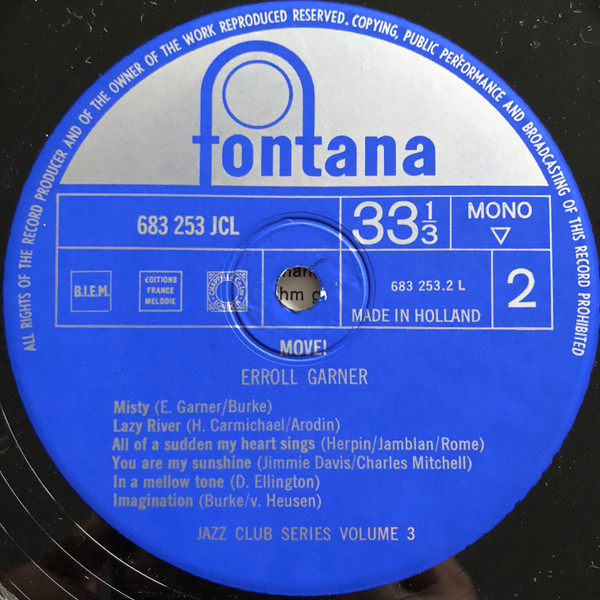 ALL RIGHTS OF THE RECORD PRODUCER AND OF THE OWNER OF THE WORK REPRODUCED RESERVED. COPYING, PUBLIC PERFORMANCE AND BROADCASTING OF THIS RECORD PROHIBITED
fontana
683 253 JCL
33 1/3
MONO
▽
B.I.E.M.
EDITIONS
FRANCE
MELODIE
683 253.2 L
MADE IN HOLLAND
2
MOVE!
ERROLL GARNER
Misty (E. Garner/Burke)
Lazy River (H. Carmichael/Arodin)
All of a sudden my heart sings (Herpin/Jamblan/Rome)
You are my sunshine (Jimmie Davis/Charles Mitchell)
In a mellow tone (D. Ellington)
Imagination (Burke/v. Heusen)
JAZZ CLUB SERIES VOLUME 3